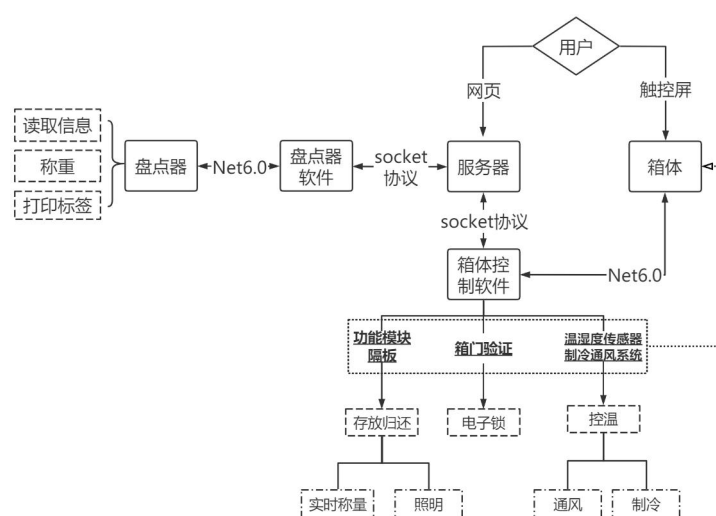 用户
网页
触控屏
读取信息
称重
打印标签
盘点器
Net6.0
盘点器
软件
socket
协议
服务器
箱体
socket协议
箱体控
制软件
Net6.0
功能模块
隔板
箱门验证
温湿度传感器
制冷通风系统
存放归还
电子锁
控温
实时称量
照明
通风
制冷